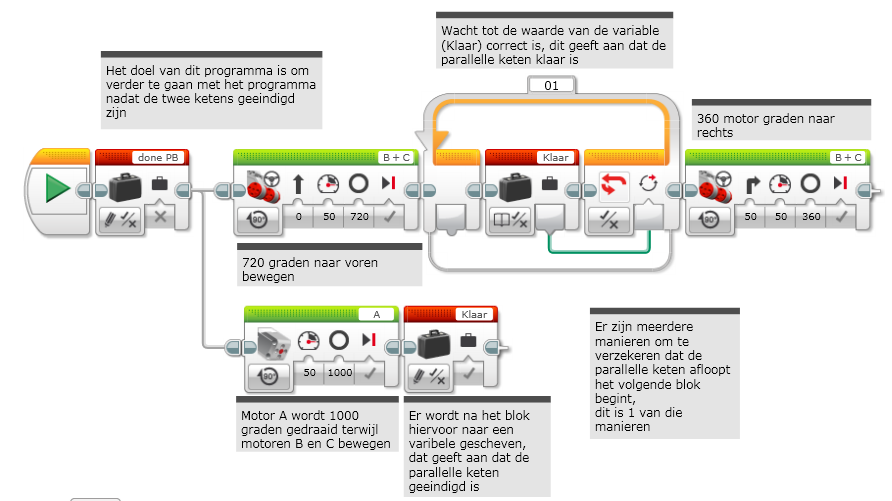 Wacht tot de waarde van de variable
(Klaar) correct is, dit geeft aan dat de
parallelle keten klaar is
Het doel van dit programma is om
verder te gaan met het programma
nadat de twee ketens geeindigd
zijn
01
360 motor graden naar
rechts
done PB
B + C
Klaar
B + C
0 50 720
50 50 360
90°
90°
720 graden naar voren
bewegen
A
Klaar
50 1000
90°
Er zijn meerdere
manieren om te
verzekeren dat de
parallelle keten afloopt
het volgende blok
begint,
dit is 1 van die
manieren
Motor A wordt 1000
graden gedraaid terwijl
motoren B en C bewegen
Er wordt na het blok
hiervoor naar een
varibele gescheven,
dat geeft aan dat de
parallelle keten
geeindigd is